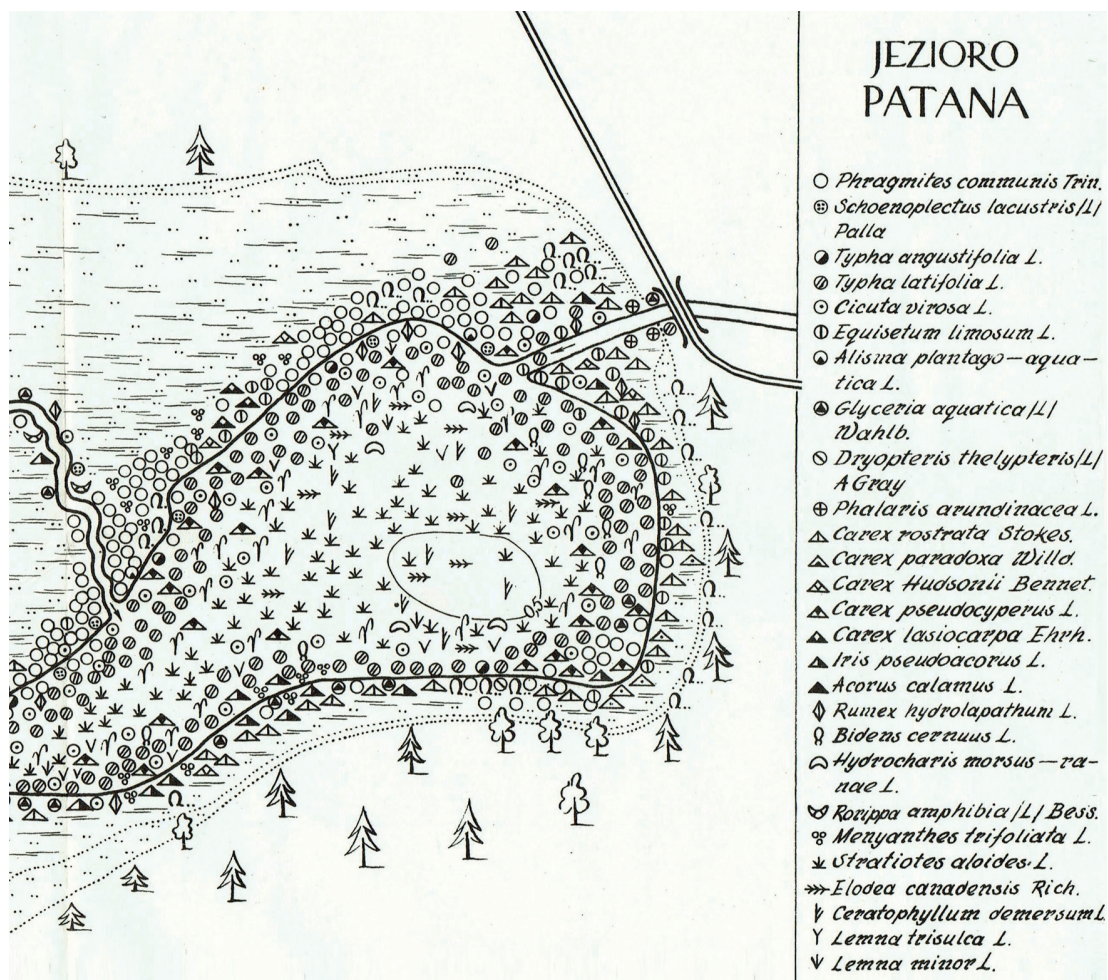 JEZIORO
PATANA
Phragmites communis Trin.
Schoenoplectus lacustris/L/
Palla
Typha angustifolia L.
Typha latifolia L.
Cicuta virosa L.
Equisetum limosum L.
Alisma plantago-aqua-
tica L.
Glyceria aquatica /L/
Wahlb.
Dryopteris thelypteris/L/
A Gray
Phalaris arundinacea L.
Carex rostrata Stokes.
Carex paradoxa Willd.
Carex Hudsonii Bennet.
Carex pseudocyperus L.
Carex lasiocarpa Ehrh.
Iris pseudoacorus L.
Acorus calamus L.
Rumex hydrolapathum L.
Bidens cernuus L.
Hydrocharis morsus-ra-
nae L.
Rorippa amphibia /L/ Bess.
Menyanthes trifoliata L.
Stratiotes aloides L.
Elodea canadensis Rich.
Ceratophyllum demersum L.
Lemna trisulca L.
Lemna minor L.
0,5